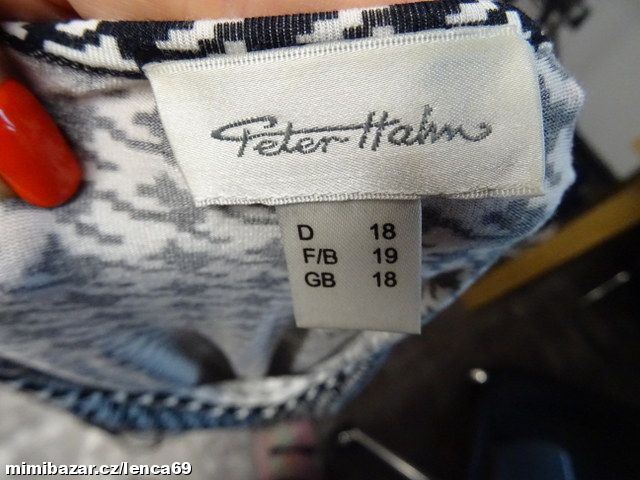 Peter Hahn
D 18
F/B 19
GB 18
mimibazar.cz/lenca69